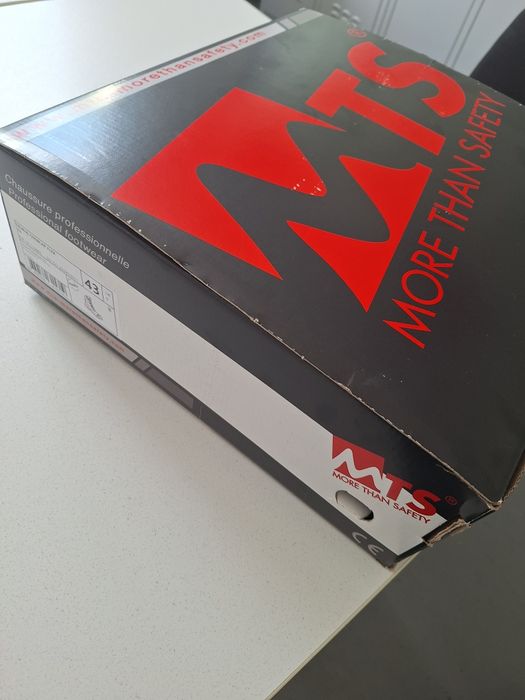 www.morethansafety.com
MTS®
MORE THAN SAFETY
Chaussure professionnelle
Professional footwear
43
MTS®
MORE THAN SAFETY
CE